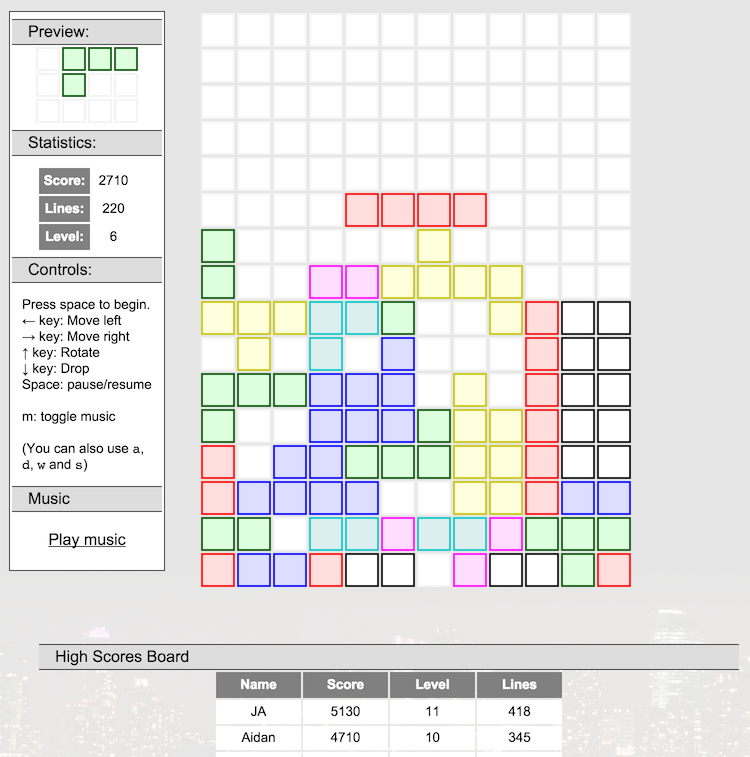 Preview:
Statistics:
Score: 2710
Lines: 220
Level: 6
Controls:
Press space to begin.
← key: Move left
→ key: Move right
↑ key: Rotate
↓ key: Drop
Space: pause/resume
m: toggle music
(You can also use a,
d, w and s)
Music
Play music
High Scores Board
Name Score Level Lines
JA 5130 11 418
Aidan 4710 10 345